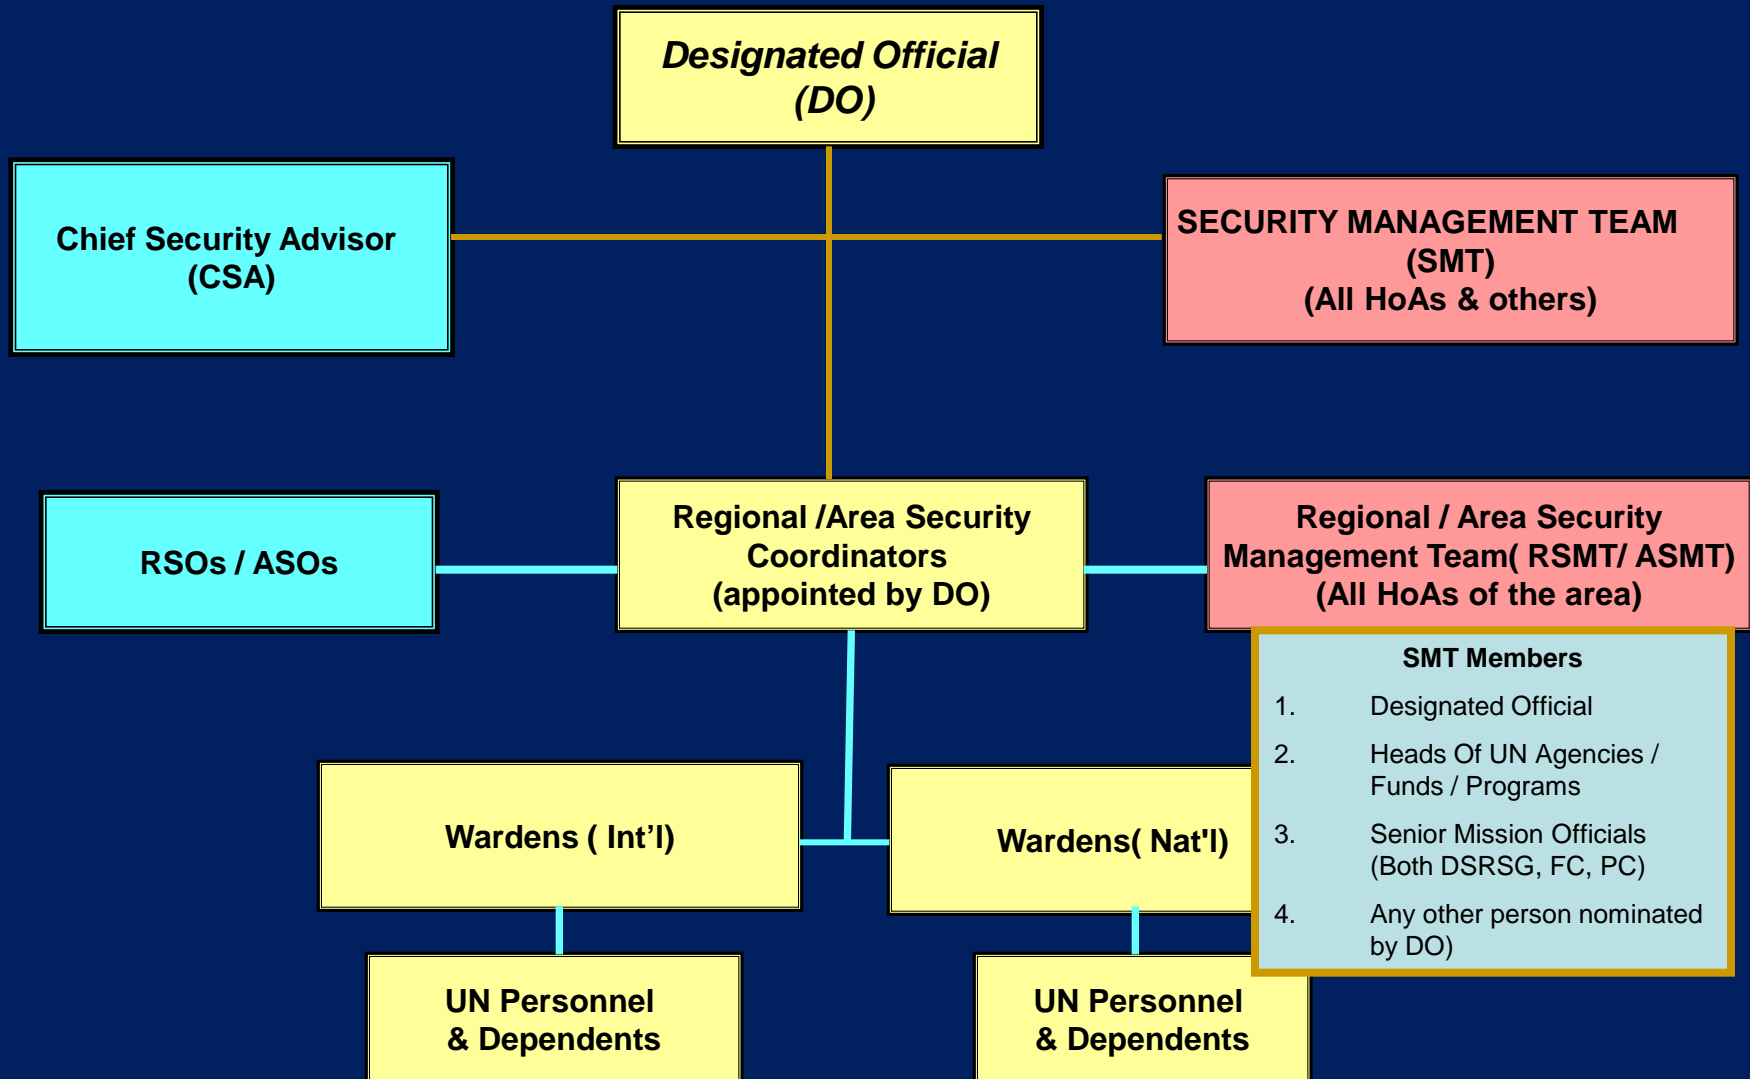 Designated Official
(DO)
Chief Security Advisor
(CSA)
SECURITY MANAGEMENT TEAM
(SMT)
(All HoAs & others)
RSOs / ASOs
Regional /Area Security
Coordinators
(appointed by DO)
Regional / Area Security
Management Team( RSMT/ ASMT)
(All HoAs of the area)
SMT Members
1. Designated Official
2. Heads Of UN Agencies /
Funds / Programs
3. Senior Mission Officials
(Both DSRSG, FC, PC)
4. Any other person nominated
by DO)
Wardens ( Int’l)
Wardens( Nat'l)
UN Personnel
& Dependents
UN Personnel
& Dependents